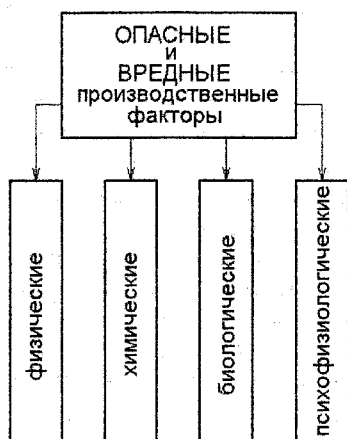 ОПАСНЫЕ
и
ВРЕДНЫЕ
производственные
факторы
физические
химические
биологические
психофизиологические